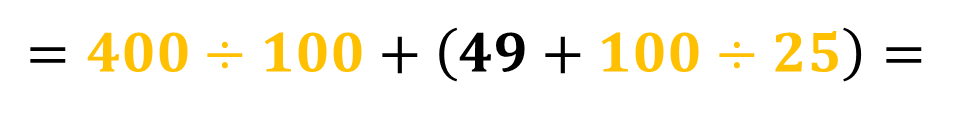 = 400 ÷ 100 + (49 + 100 ÷ 25) =